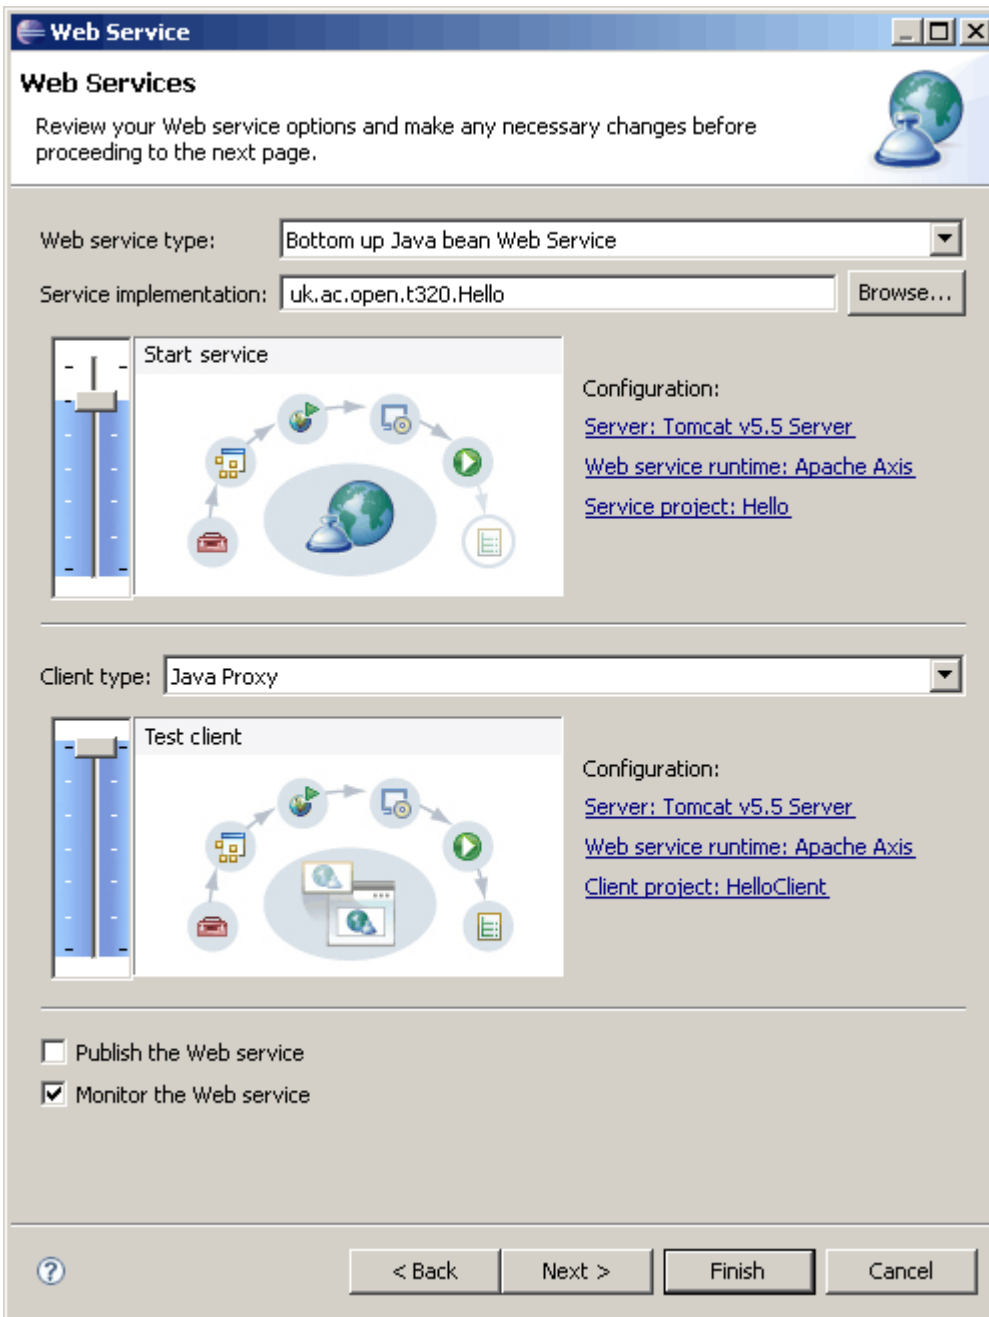 Web Service
Web Services
Review your Web service options and make any necessary changes before
proceeding to the next page.
Web service type: Bottom up Java bean Web Service
Service implementation: uk.ac.open.t320.Hello Browse...
Start service
Configuration:
Server: Tomcat v5.5 Server
Web service runtime: Apache Axis
Service project: Hello
Client type: Java Proxy
Test client
Configuration:
Server: Tomcat v5.5 Server
Web service runtime: Apache Axis
Client project: HelloClient
Publish the Web service
Monitor the Web service
? < Back Next > Finish Cancel